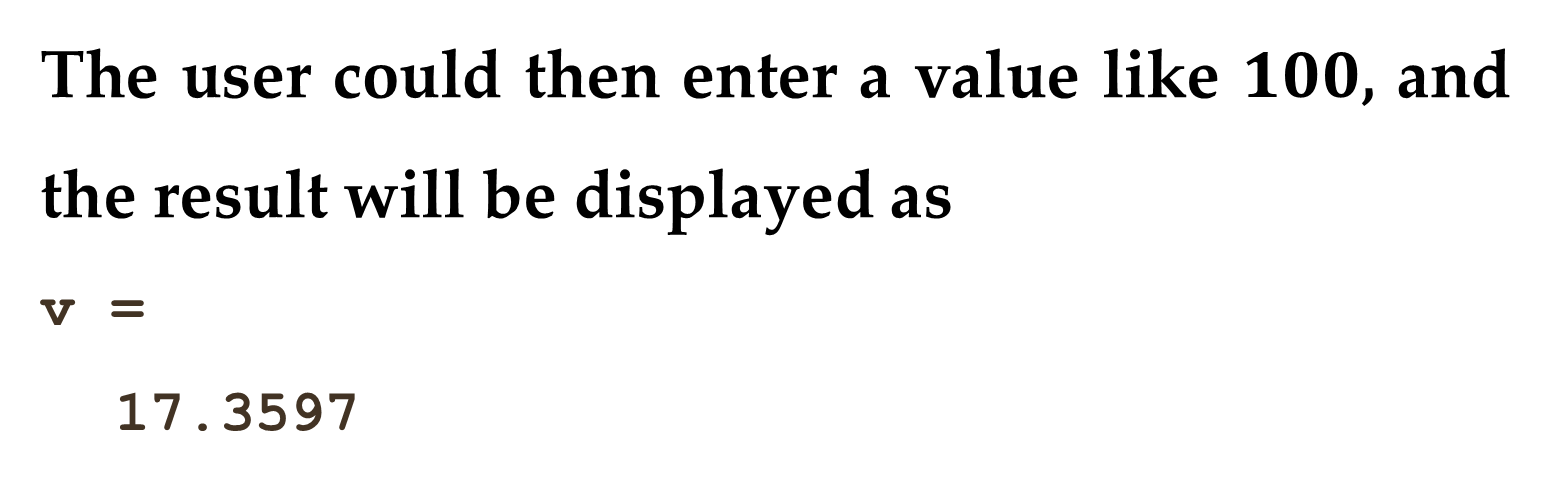 The user could then enter a value like 100, and
the result will be displayed as
v =
17.3597